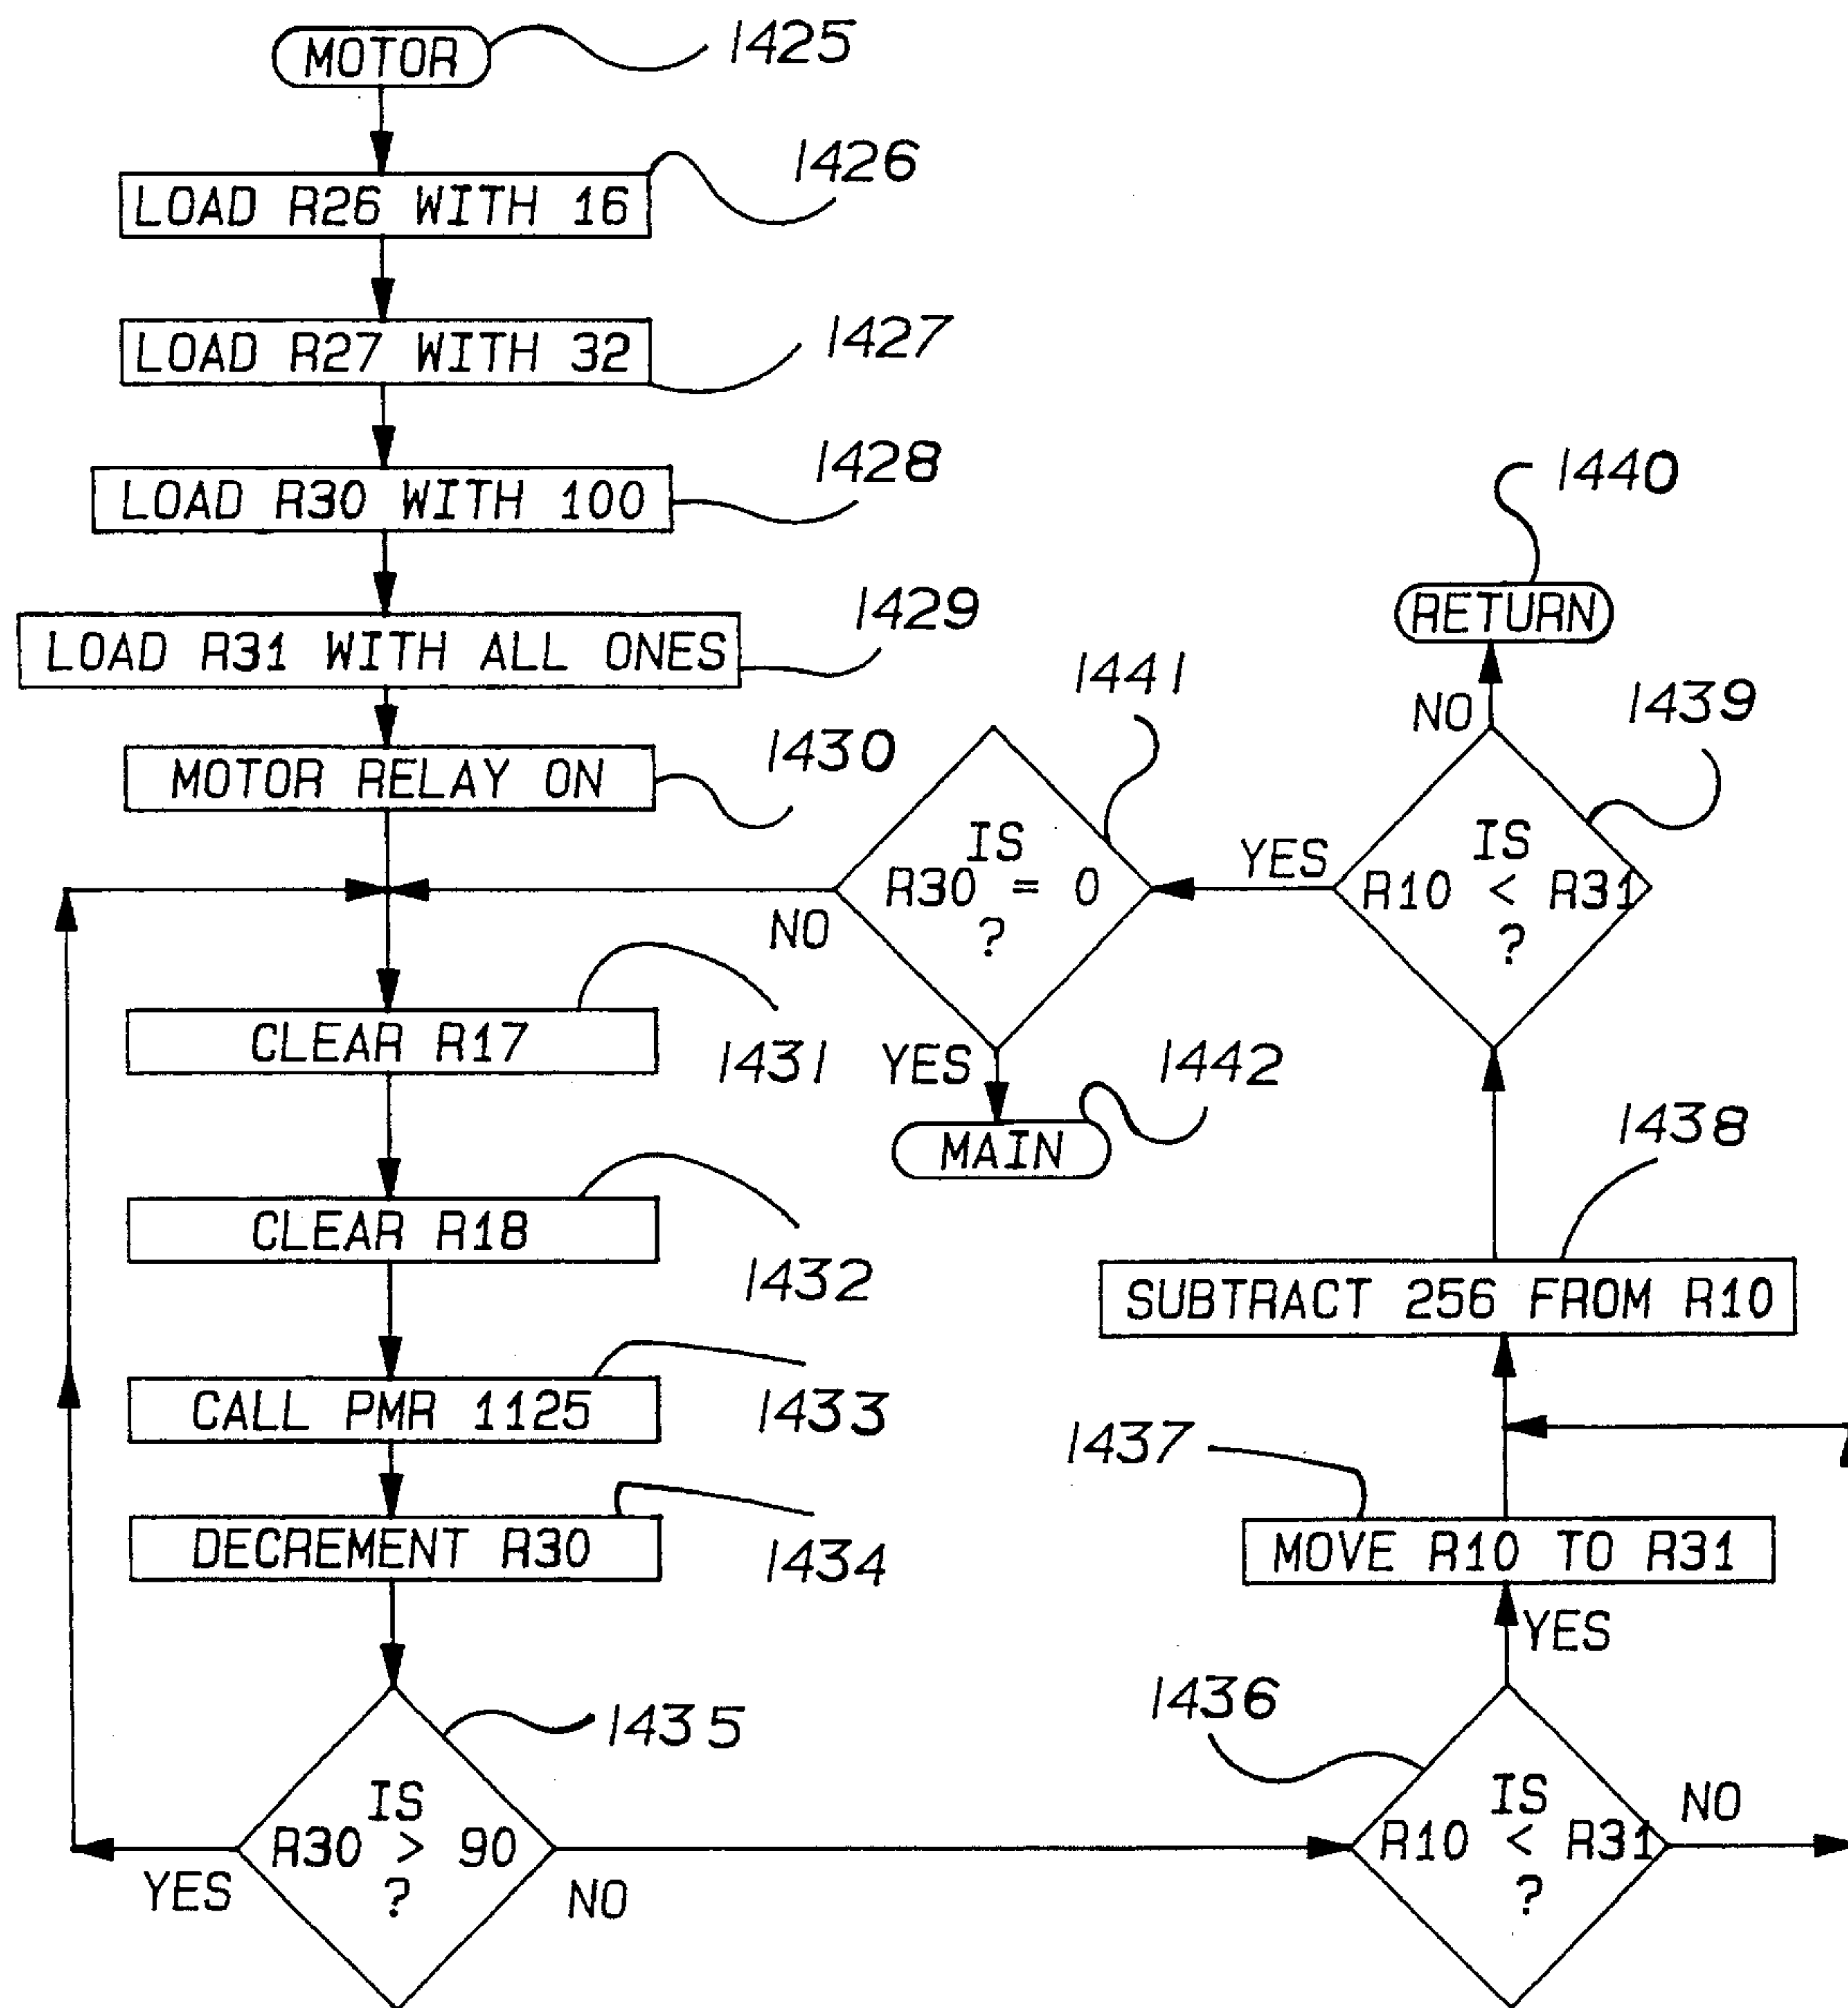 MOTOR
1425
LOAD R26 WITH 16
1426
LOAD R27 WITH 32
1427
LOAD R30 WITH 100
1428
LOAD R31 WITH ALL ONES
1429
MOTOR RELAY ON
1430
CLEAR R17
1431
CLEAR R18
1432
CALL PMR 1125
1433
DECREMENT R30
1434
IS
R30 > 90
?
1435
YES
NO
IS
R10 < R31
?
1436
NO
YES
MOVE R10 TO R31
1437
SUBTRACT 256 FROM R10
1438
IS
R10 < R31
?
1439
NO
RETURN
1440
YES
IS
R30 = 0
?
1441
NO
YES
MAIN
1442